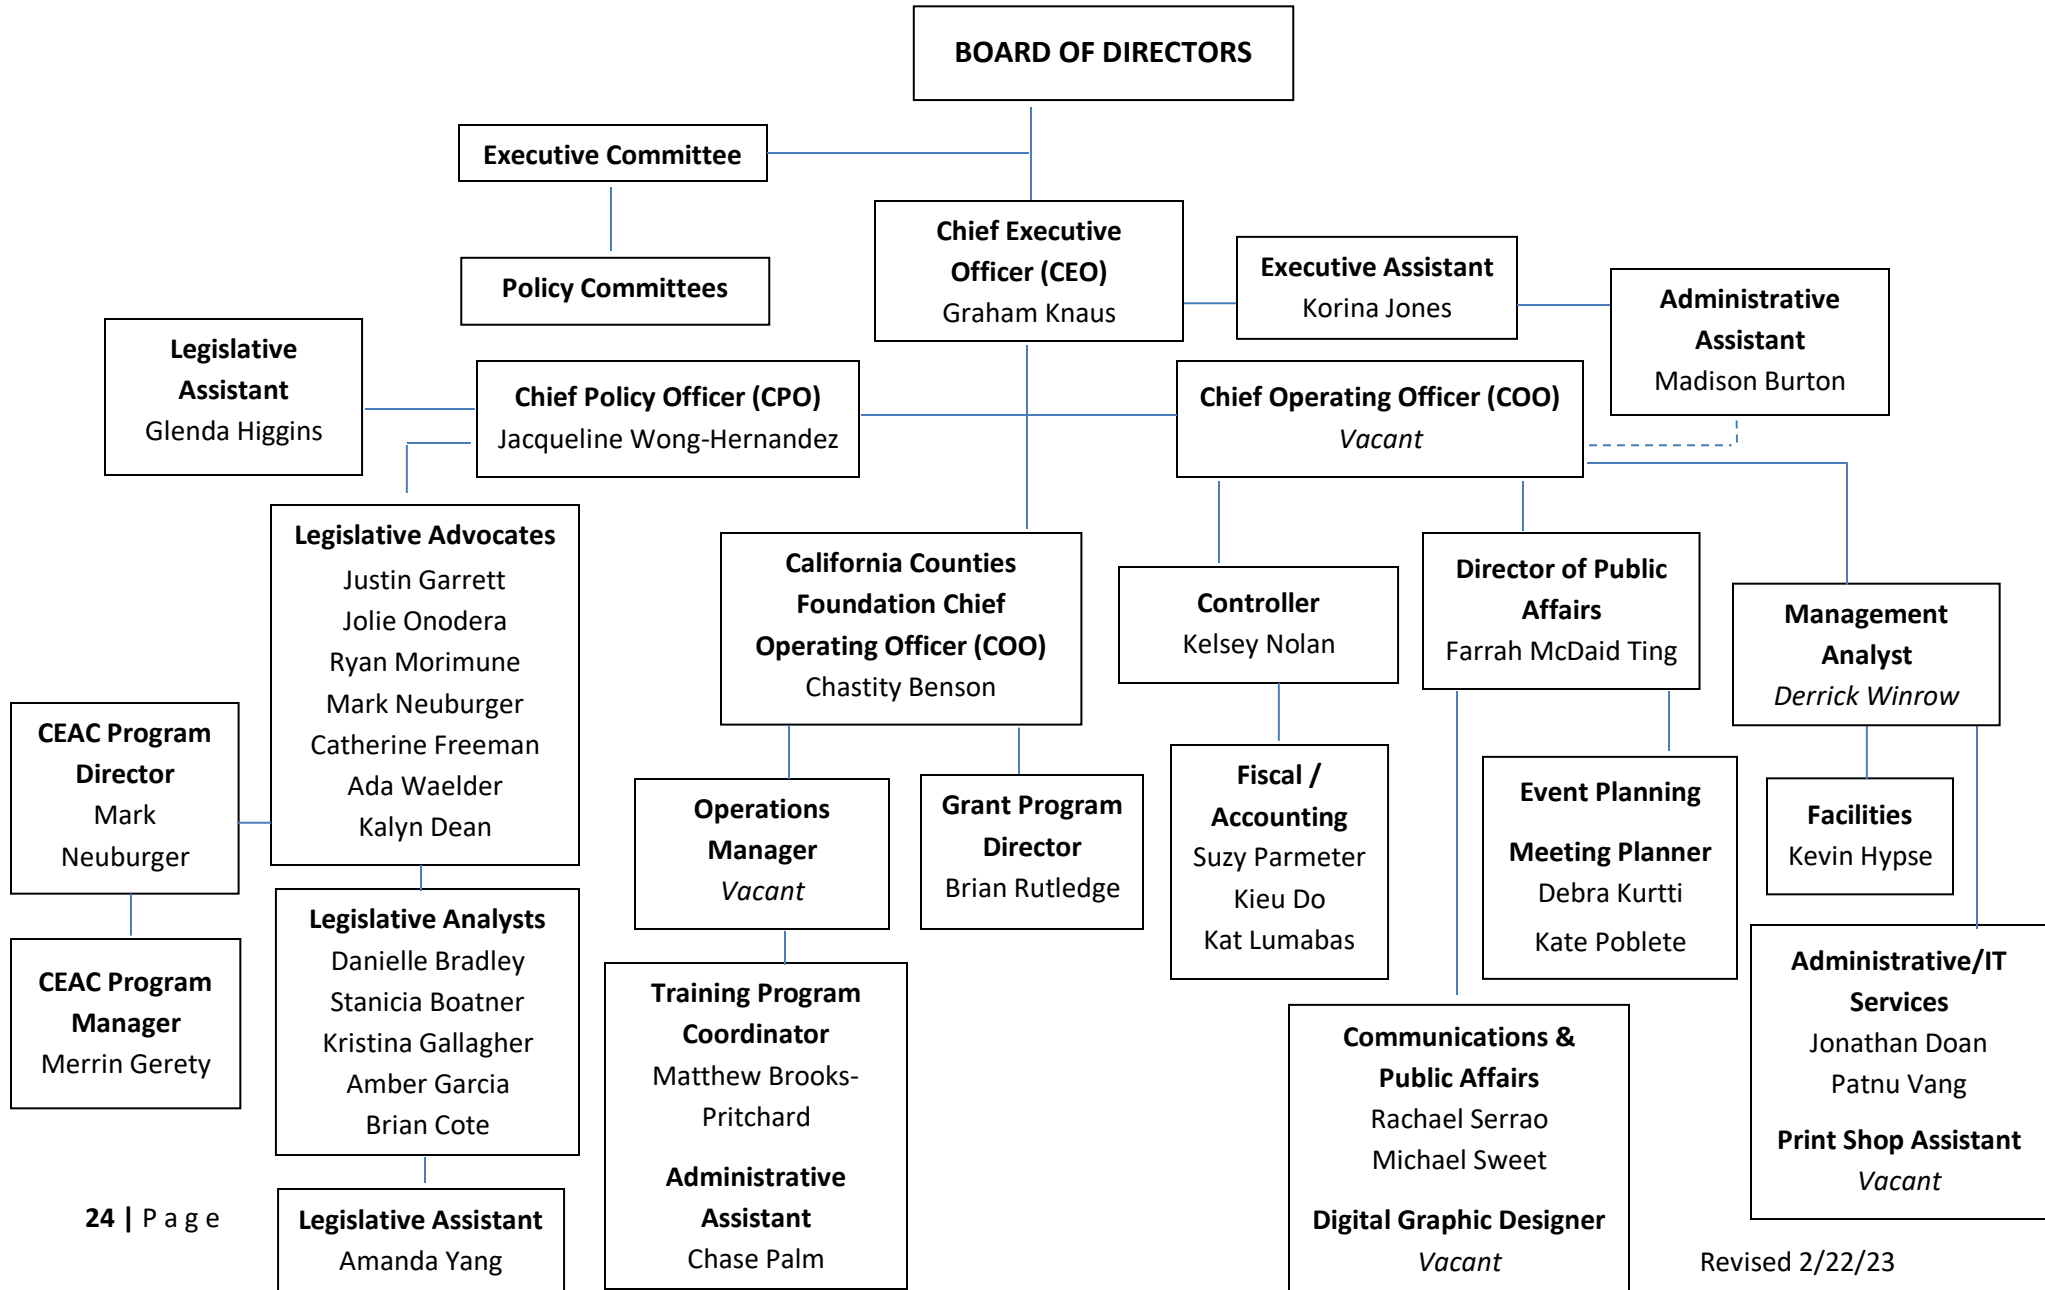 BOARD OF DIRECTORS
Executive Committee
Policy Committees
Chief Executive
Officer (CEO)
Graham Knaus
Executive Assistant
Korina Jones
Administrative
Assistant
Madison Burton
Legislative
Assistant
Glenda Higgins
Chief Policy Officer (CPO)
Jacqueline Wong-Hernandez
Chief Operating Officer (COO)
Vacant
Legislative Advocates
Justin Garrett
Jolie Onodera
Ryan Morimune
Mark Neuburger
Catherine Freeman
Ada Waelder
Kalyn Dean
California Counties
Foundation Chief
Operating Officer (COO)
Chastity Benson
Controller
Kelsey Nolan
Director of Public
Affairs
Farrah McDaid Ting
Management
Analyst
Derrick Winrow
CEAC Program
Director
Mark
Neuburger
Operations
Manager
Vacant
Grant Program
Director
Brian Rutledge
Fiscal /
Accounting
Suzy Parmeter
Kieu Do
Kat Lumabas
Event Planning
Meeting Planner
Debra Kurtti
Kate Poblete
Facilities
Kevin Hypse
CEAC Program
Manager
Merrin Gerety
Legislative Analysts
Danielle Bradley
Stanicia Boatner
Kristina Gallagher
Amber Garcia
Brian Cote
Training Program
Coordinator
Matthew Brooks-
Pritchard
Administrative
Assistant
Chase Palm
Communications &
Public Affairs
Rachael Serrao
Michael Sweet
Digital Graphic Designer
Vacant
Administrative/IT
Services
Jonathan Doan
Patnu Vang
Print Shop Assistant
Vacant
Legislative Assistant
Amanda Yang
24 | P a g e
Revised 2/22/23